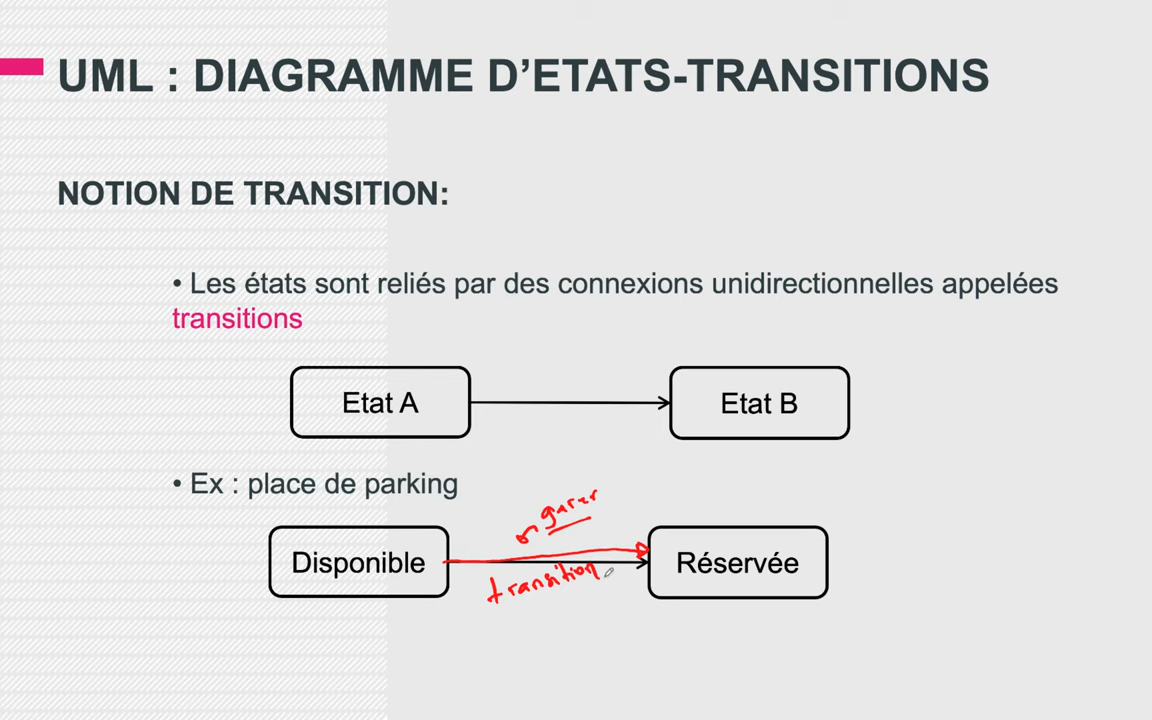 UML : DIAGRAMME D’ETATS-TRANSITIONS
NOTION DE TRANSITION:
• Les états sont reliés par des connexions unidirectionnelles appelées
transitions
Etat A
Etat B
• Ex : place de parking
garer
Disponible
Réservée
transition